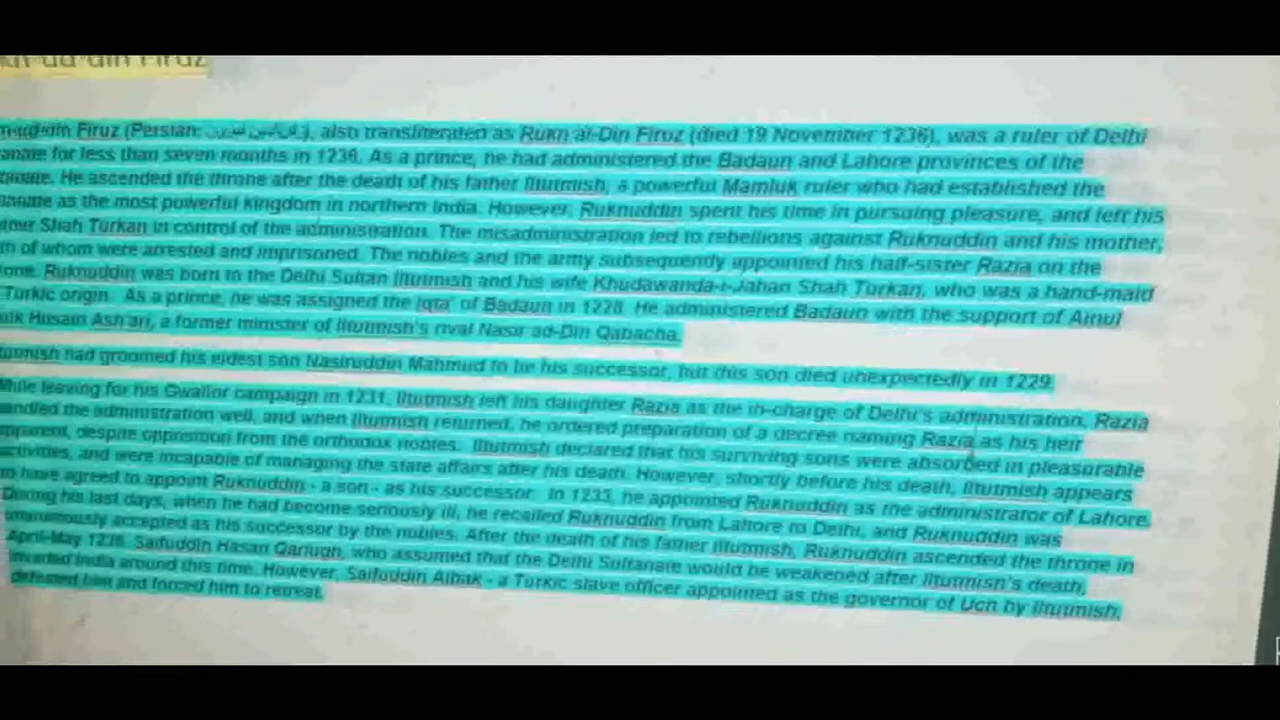 Firuz
Firuz (Persian: ), also transliterated as Rukn al-Din Firoz (died 19 November 1236), was a ruler of Delhi
for less than seven months in 1236. As a prince, he had administered the Badaun and Lahore provinces of the
He ascended the throne after the death of his father Iltutmish, a powerful Mamluk ruler who had established the
as the most powerful kingdom in northern India. However, Ruknuddin spent his time in pursuing pleasure, and left his
Shah Turkan in control of the administration. The misadministration led to rebellions against Ruknuddin and his mother,
of whom were arrested and imprisoned. The nobles and the army subsequently appointed his half-sister Razia on the
Ruknuddin was born to the Delhi Sultan Iltutmish and his wife Khudawanda-i-Jahan Shah Turkan, who was a hand-maid
Turkic origin. As a prince, he was assigned the iqta' of Badaun in 1228. He administered Badaun with the support of Ainul
Husain Ash'ari, a former minister of Iltutmish's rival Nasir ad-Din Qabacha.
had groomed his eldest son Nasiruddin Mahmud to be his successor, but this son died unexpectedly in 1229.
While leaving for his Gwalior campaign in 1231, Iltutmish left his daughter Razia as the in-charge of Delhi's administration. Razia
the administration well, and when Iltutmish returned, he ordered preparation of a decree naming Razia as his heir
despite opposition from the orthodox nobles. Iltutmish declared that his surviving sons were absorbed in pleasurable
activities, and were incapable of managing the state affairs after his death. However, shortly before his death, Iltutmish appears
to have agreed to appoint Ruknuddin - a son - as his successor. In 1233, he appointed Ruknuddin as the administrator of Lahore.
During his last days, when he had become seriously ill, he recalled Ruknuddin from Lahore to Delhi, and Ruknuddin was
unanimously accepted as his successor by the nobles. After the death of his father Iltutmish, Ruknuddin ascended the throne in
April-May 1236. Saifuddin Hasan Qarlugh, who assumed that the Delhi Sultanate would be weakened after Iltutmish's death,
invaded India around this time. However, Saifuddin Aibak - a Turkic slave officer appointed as the governor of Uch by Iltutmish,
defeated him and forced him to retreat.